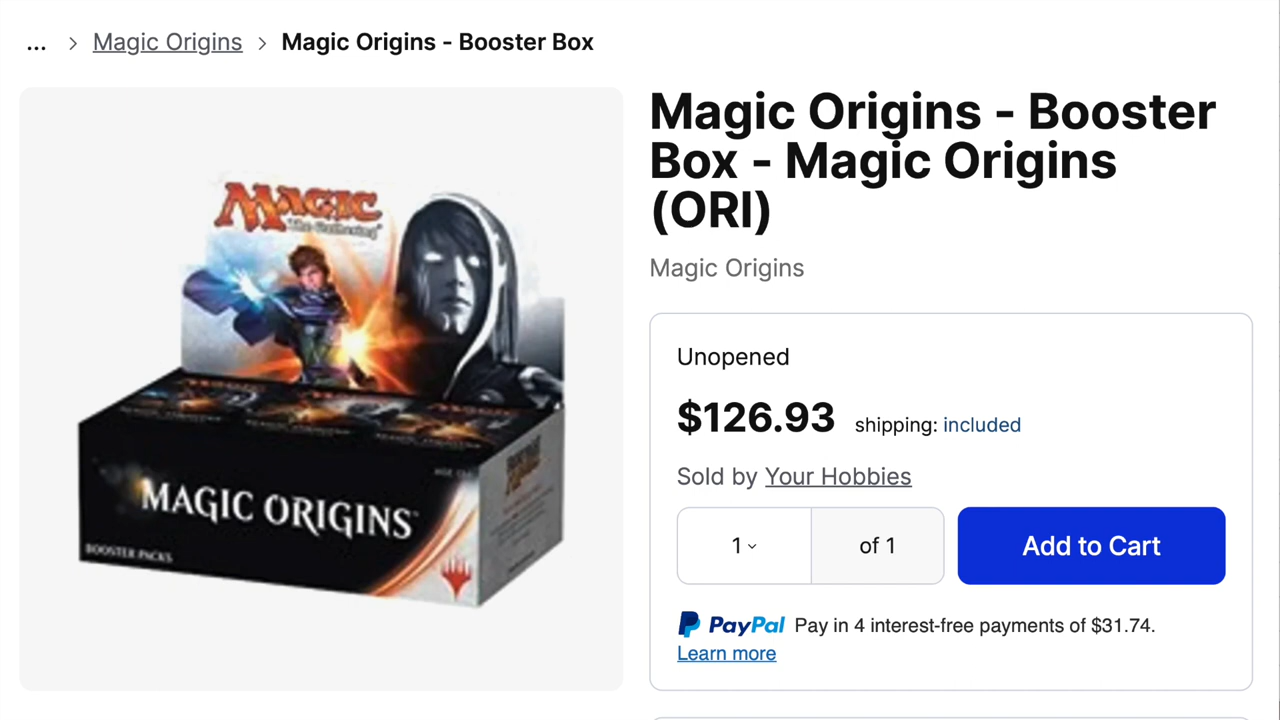 ... > Magic Origins > Magic Origins - Booster Box
Magic Origins - Booster
Box - Magic Origins
(ORI)
Magic Origins
Unopened
$126.93 shipping: included
Sold by Your Hobbies
1 of 1 Add to Cart
PayPal Pay in 4 interest-free payments of $31.74.
Learn more
MAGIC
The Gathering
MAGIC ORIGINS
BOOSTER PACKS